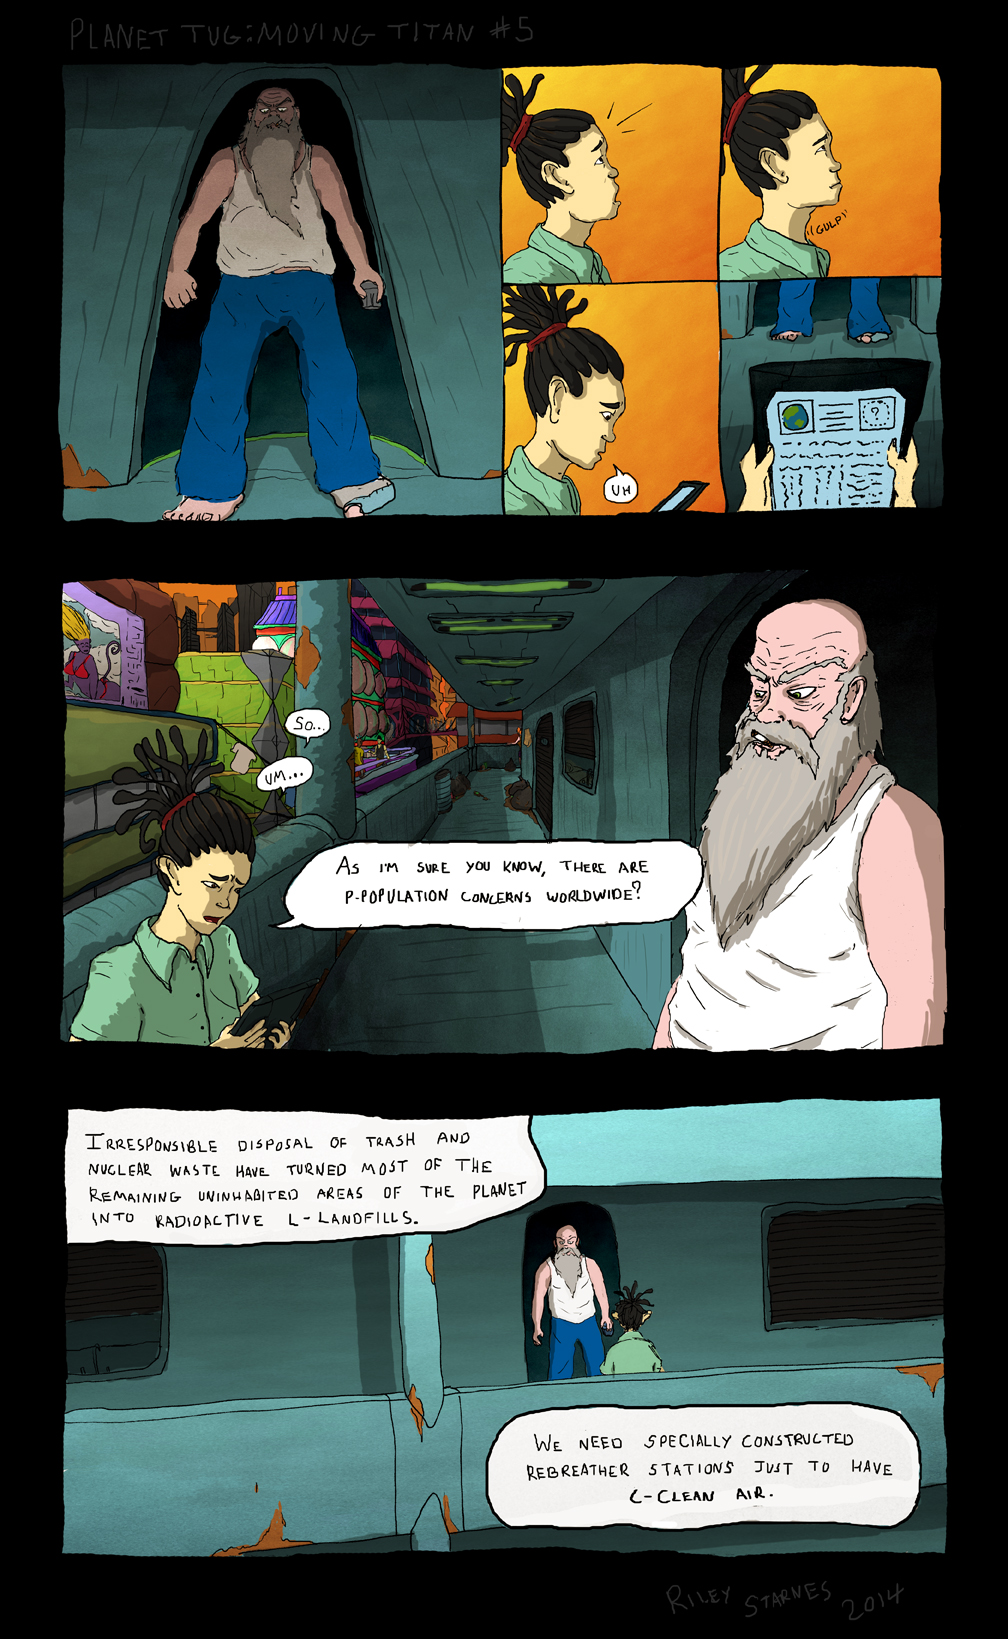 PLANET TUG: MOVING TITAN #5
"GULP"
UH
?
SO...
UM...
AS I'M SURE YOU KNOW, THERE ARE
P-POPULATION CONCERNS WORLDWIDE?
IRRESPONSIBLE DISPOSAL OF TRASH AND
NUCLEAR WASTE HAVE TURNED MOST OF THE
REMAINING UNINHABITED AREAS OF THE PLANET
INTO RADIOACTIVE L-LANDFILLS.
WE NEED SPECIALLY CONSTRUCTED
REBREATHER STATIONS JUST TO HAVE
C-CLEAN AIR.
RILEY STARNES 2014